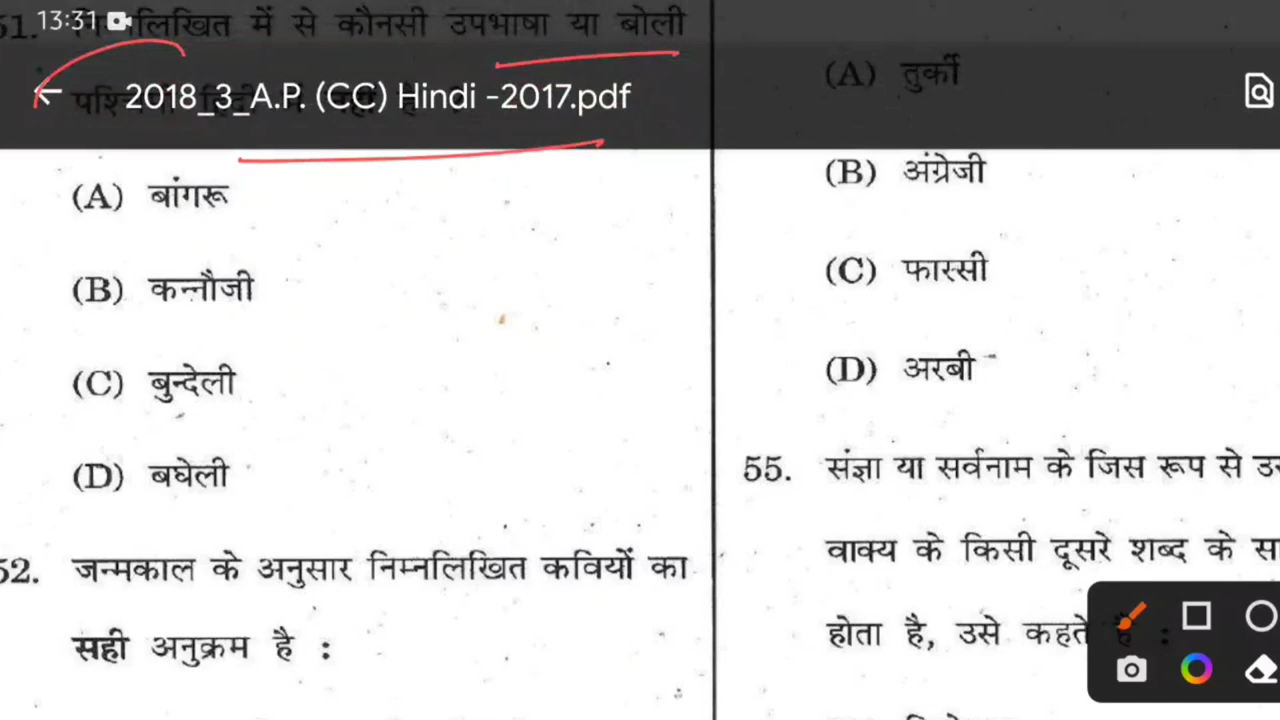 13:31
51. निम्नलिखित में से कौनसी उपभाषा या बोली
2018_3_A.P. (CC) Hindi -2017.pdf
(A) बांगरू
(B) कन्नौजी
(C) बुन्देली
(D) बघेली
52. जन्मकाल के अनुसार निम्नलिखित कवियों का
सही अनुक्रम है :
(A) तुर्की
(B) अंग्रेजी
(C) फारसी
(D) अरबी
55. संज्ञा या सर्वनाम के जिस रूप से
वाक्य के किसी दूसरे शब्द के
होता है, उसे कहते हैं :